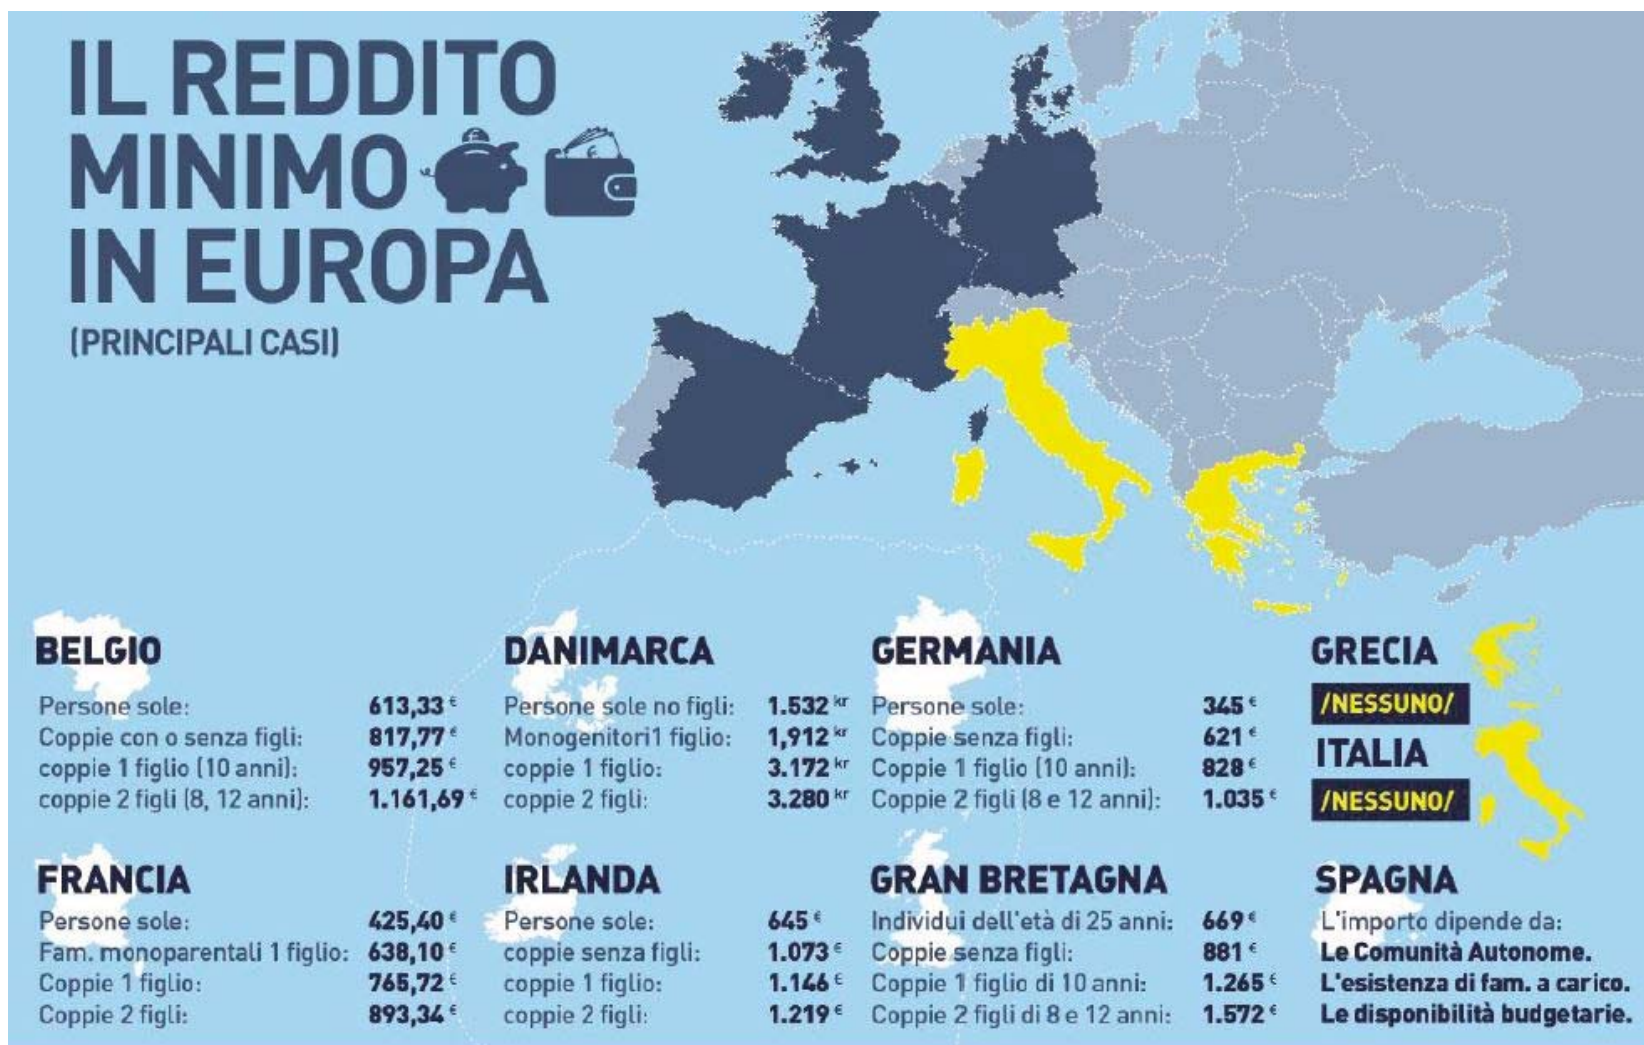 IL REDDITO
MINIMO
IN EUROPA
(PRINCIPALI CASI)
BELGIO
Persone sole: 613,33 €
Coppie con o senza figli: 817,77 €
coppie 1 figlio (10 anni): 957,25 €
coppie 2 figli (8, 12 anni): 1.161,69 €
DANIMARCA
Persone sole no figli: 1.532 kr
Monogenitori1 figlio: 1,912 kr
coppie 1 figlio: 3.172 kr
coppie 2 figli: 3.280 kr
GERMANIA
Persone sole: 345 €
Coppie senza figli: 621 €
Coppie 1 figlio (10 anni): 828 €
Coppie 2 figli (8 e 12 anni): 1.035 €
GRECIA
/NESSUNO/
ITALIA
/NESSUNO/
FRANCIA
Persone sole: 425,40 €
Fam. monoparentali 1 figlio: 638,10 €
Coppie 1 figlio: 765,72 €
Coppie 2 figli: 893,34 €
IRLANDA
Persone sole: 645 €
coppie senza figli: 1.073 €
coppie 1 figlio: 1.146 €
coppie 2 figli: 1.219 €
GRAN BRETAGNA
Individui dell'età di 25 anni: 669 €
Coppie senza figli: 881 €
Coppie 1 figlio di 10 anni: 1.265 €
Coppie 2 figli di 8 e 12 anni: 1.572 €
SPAGNA
L'importo dipende da:
Le Comunità Autonome.
L'esistenza di fam. a carico.
Le disponibilità budgetarie.